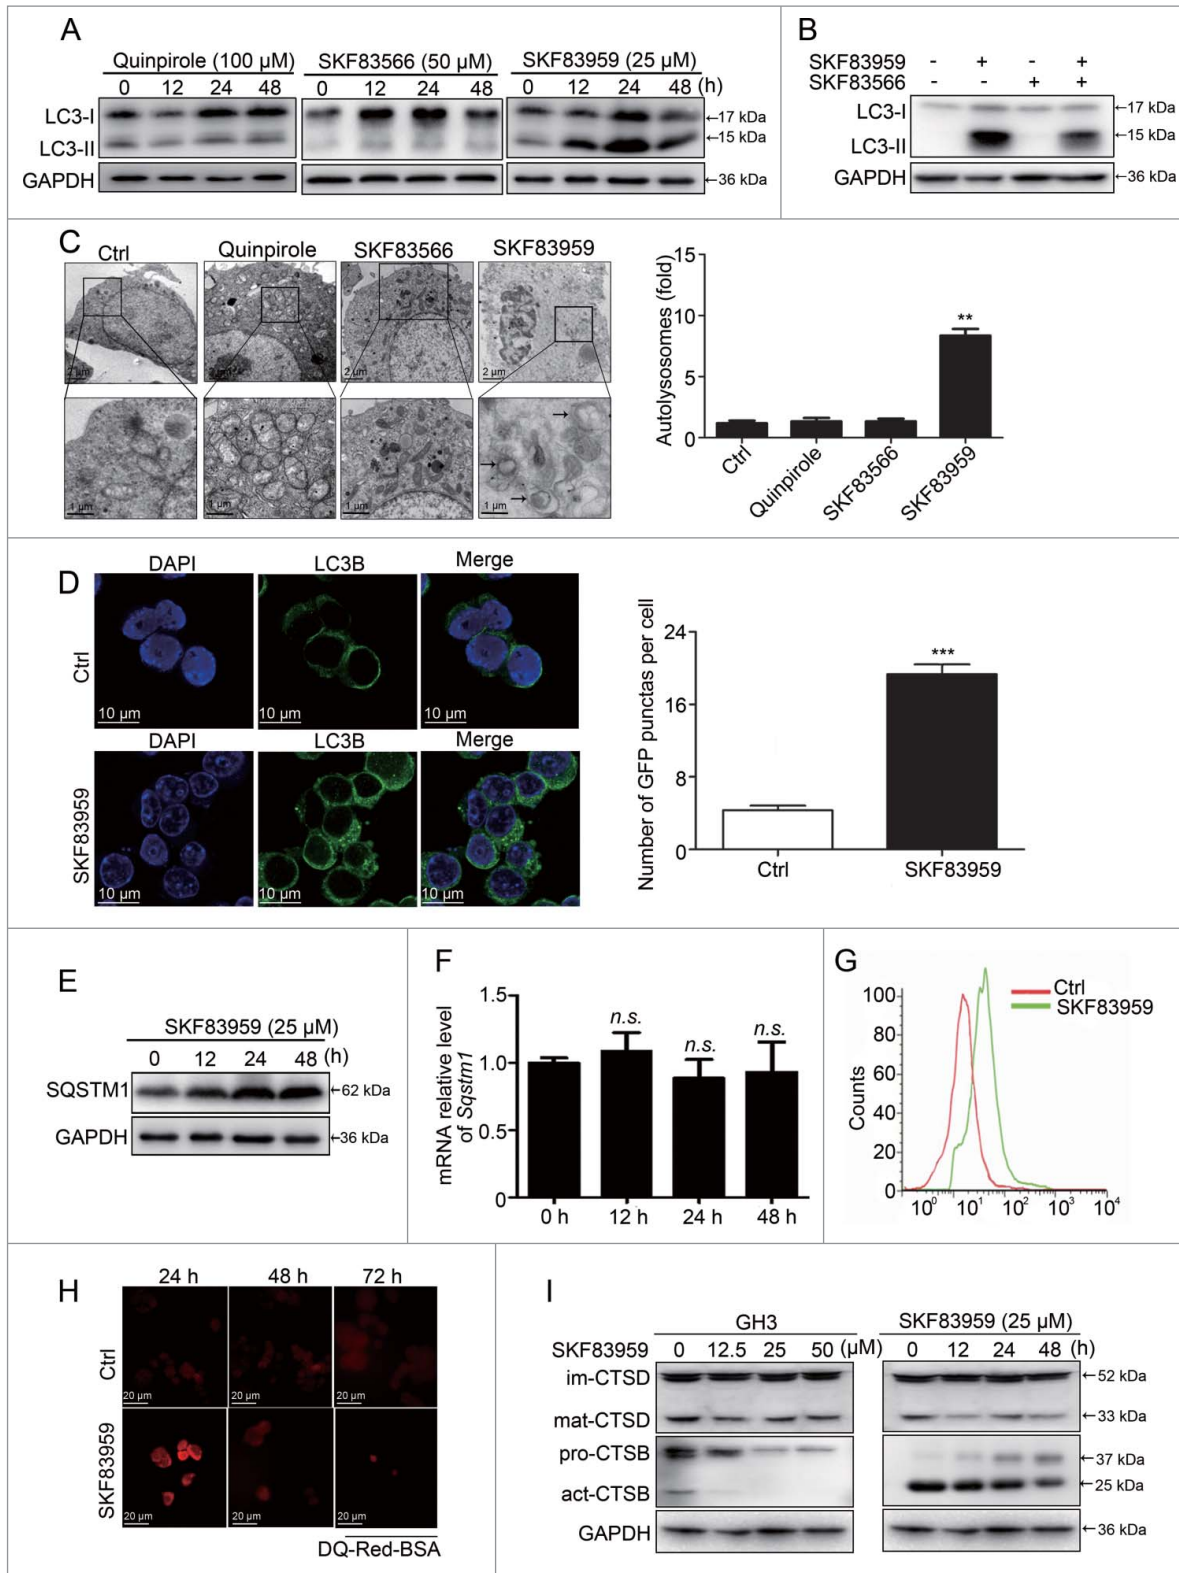 A
Quinpirole (100 µM) SKF83566 (50 µM) SKF83959 (25 µM)
0 12 24 48 0 12 24 48 0 12 24 48 (h)
LC3-I ←17 kDa
LC3-II ←15 kDa
GAPDH ←36 kDa
B
SKF83959 - + - +
SKF83566 - - + +
LC3-I ←17 kDa
LC3-II ←15 kDa
GAPDH ←36 kDa
C
Ctrl Quinpirole SKF83566 SKF83959
2 µm 2 µm 2 µm 2 µm
1 µm 1 µm 1 µm 1 µm
Autolysosomes (fold)
15
10
5
0
**
Ctrl Quinpirole SKF83566 SKF83959
D
DAPI LC3B Merge
Ctrl
10 µm 10 µm 10 µm
DAPI LC3B Merge
SKF83959
10 µm 10 µm 10 µm
Number of GFP punctas per cell
24
16
8
0
***
Ctrl SKF83959
E
SKF83959 (25 µM)
0 12 24 48 (h)
SQSTM1 ←62 kDa
GAPDH ←36 kDa
F
mRNA relative level
of Sqstm1
1.5
1.0
0.5
0
n.s. n.s. n.s.
0 h 12 h 24 h 48 h
G
Ctrl
SKF83959
Counts
100
80
60
40
20
0
10⁰ 10¹ 10² 10³ 10⁴
H
24 h 48 h 72 h
Ctrl
20 µm 20 µm 20 µm
SKF83959
20 µm 20 µm 20 µm
DQ-Red-BSA
I
GH3 SKF83959 (25 µM)
SKF83959 0 12.5 25 50 (µM) 0 12 24 48 (h)
im-CTSD ←52 kDa
mat-CTSD ←33 kDa
pro-CTSB ←37 kDa
act-CTSB ←25 kDa
GAPDH ←36 kDa